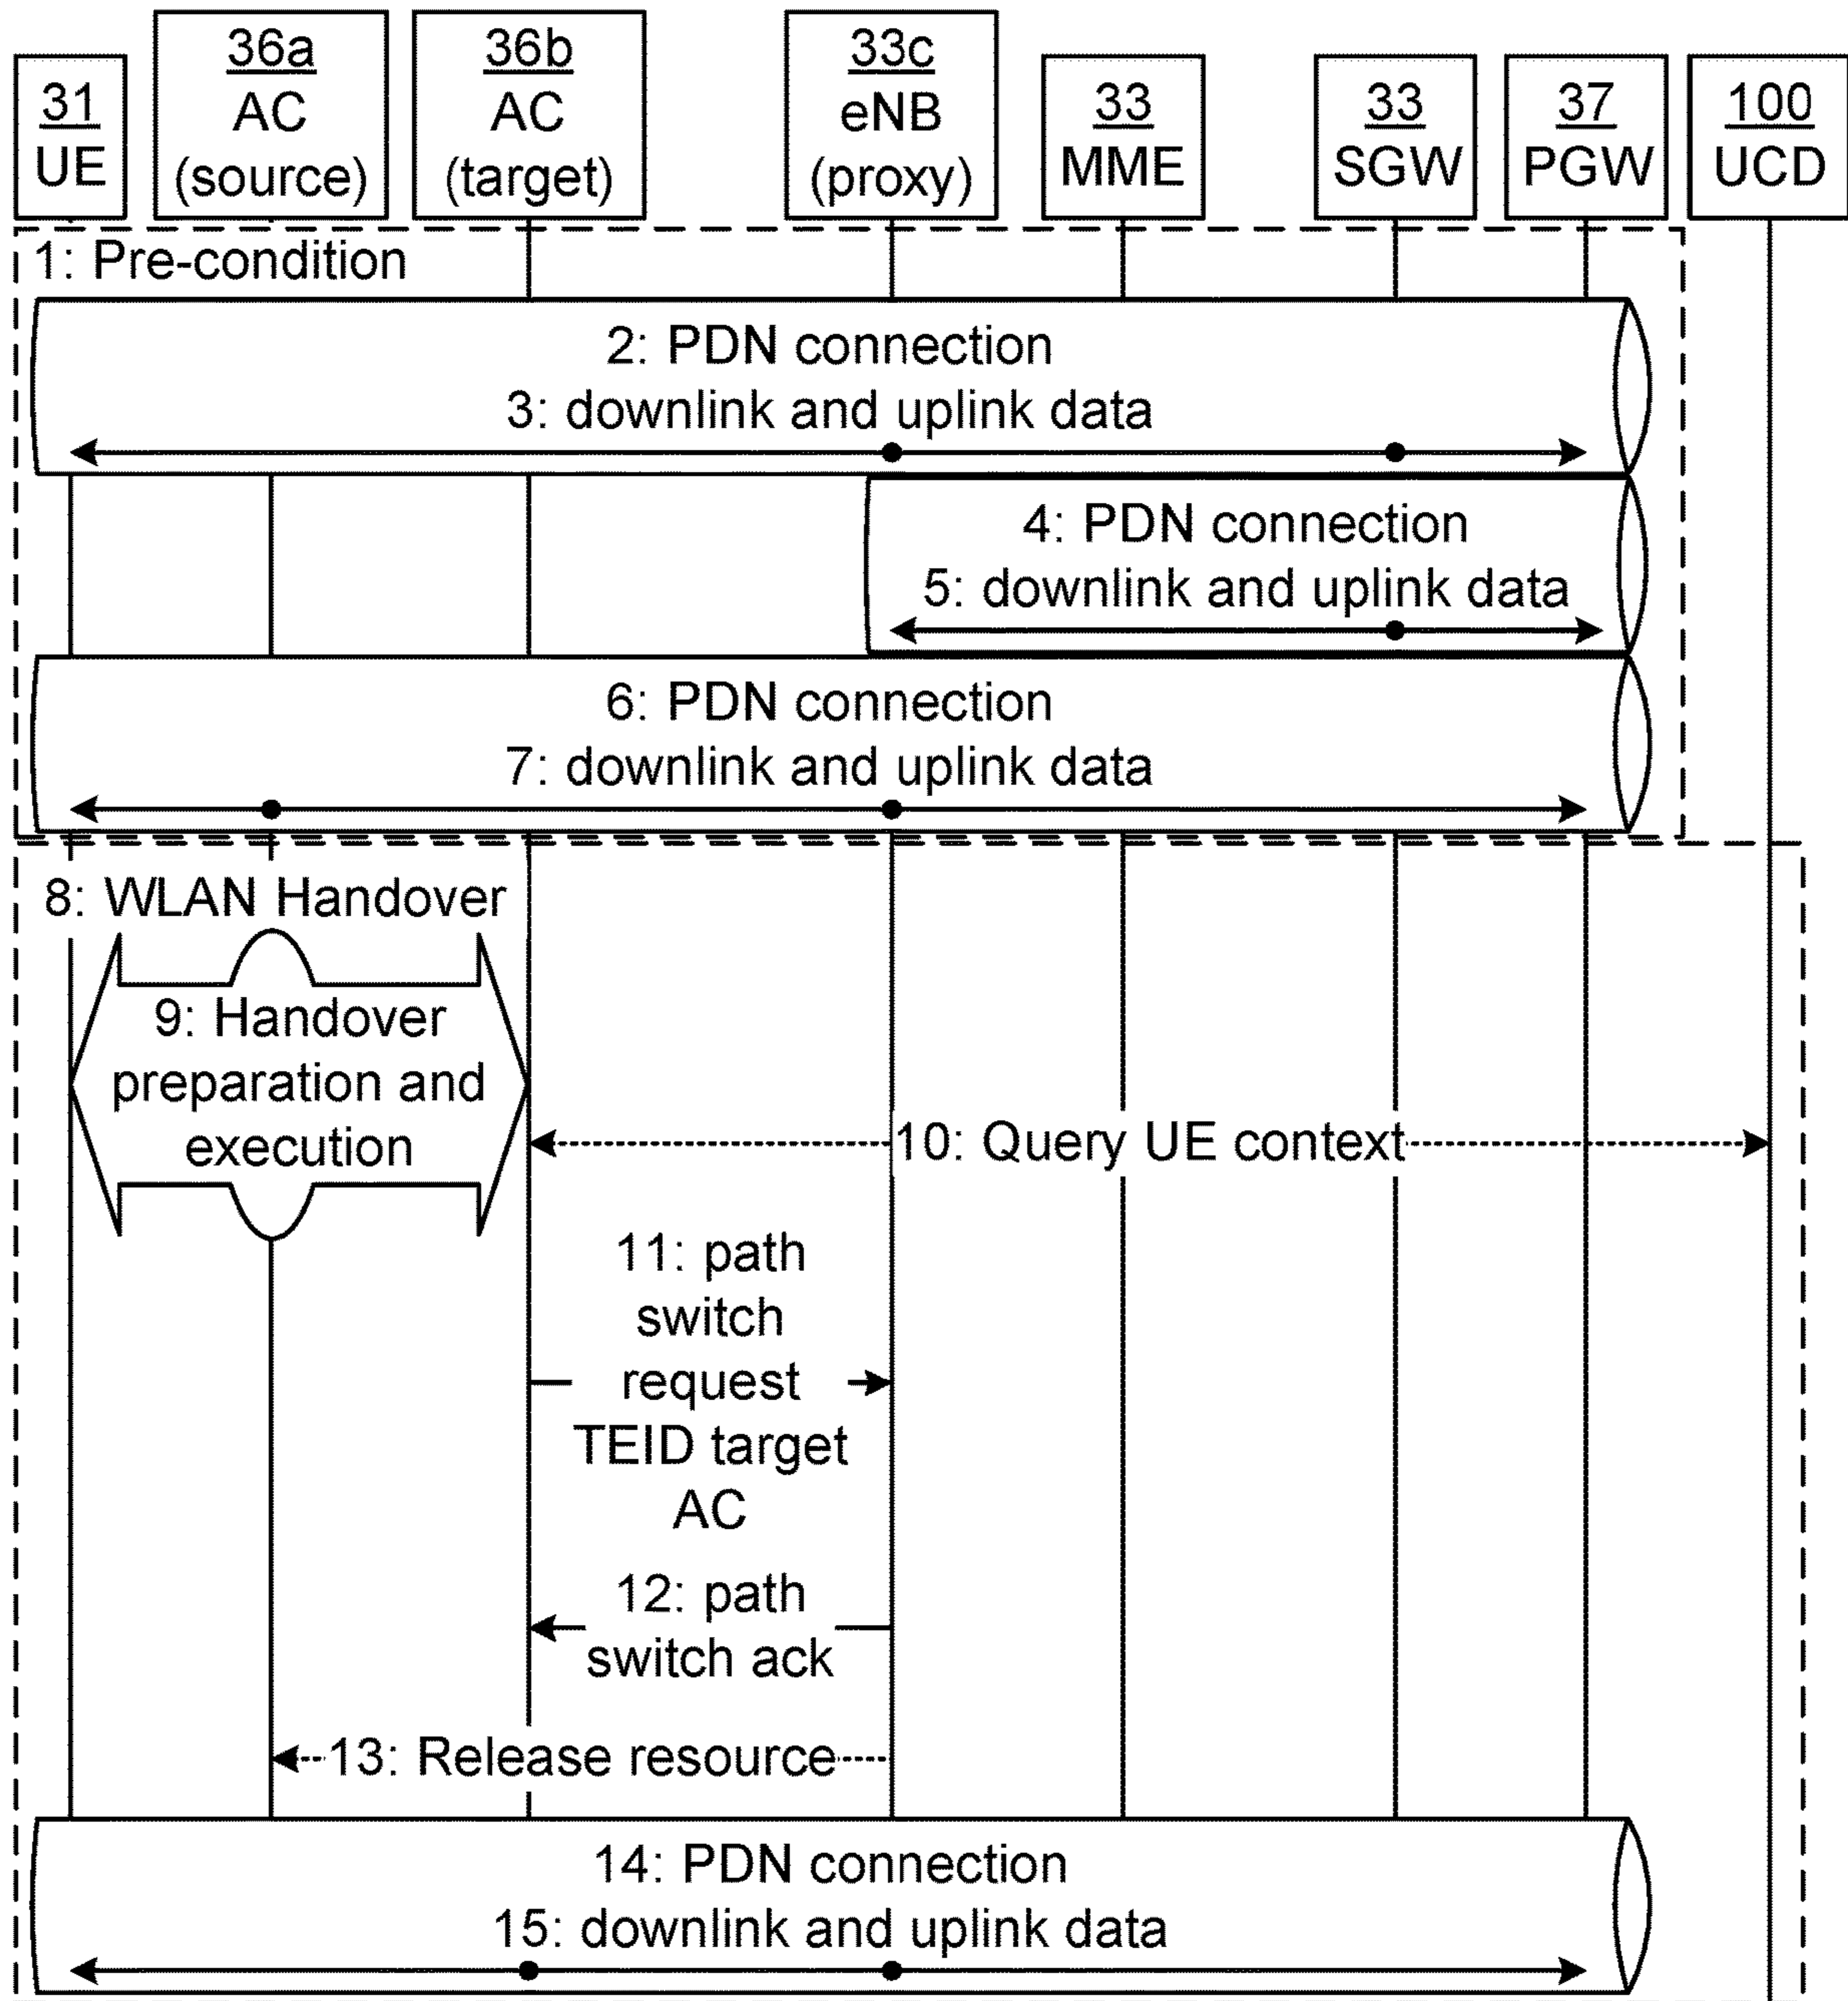 31
UE
36a
AC
(source)
36b
AC
(target)
33c
eNB
(proxy)
33
MME
33
SGW
37
PGW
100
UCD
1: Pre-condition
2: PDN connection
3: downlink and uplink data
4: PDN connection
5: downlink and uplink data
6: PDN connection
7: downlink and uplink data
8: WLAN Handover
9: Handover
preparation and
execution
10: Query UE context
11: path
switch
request
TEID target
AC
12: path
switch ack
13: Release resource
14: PDN connection
15: downlink and uplink data